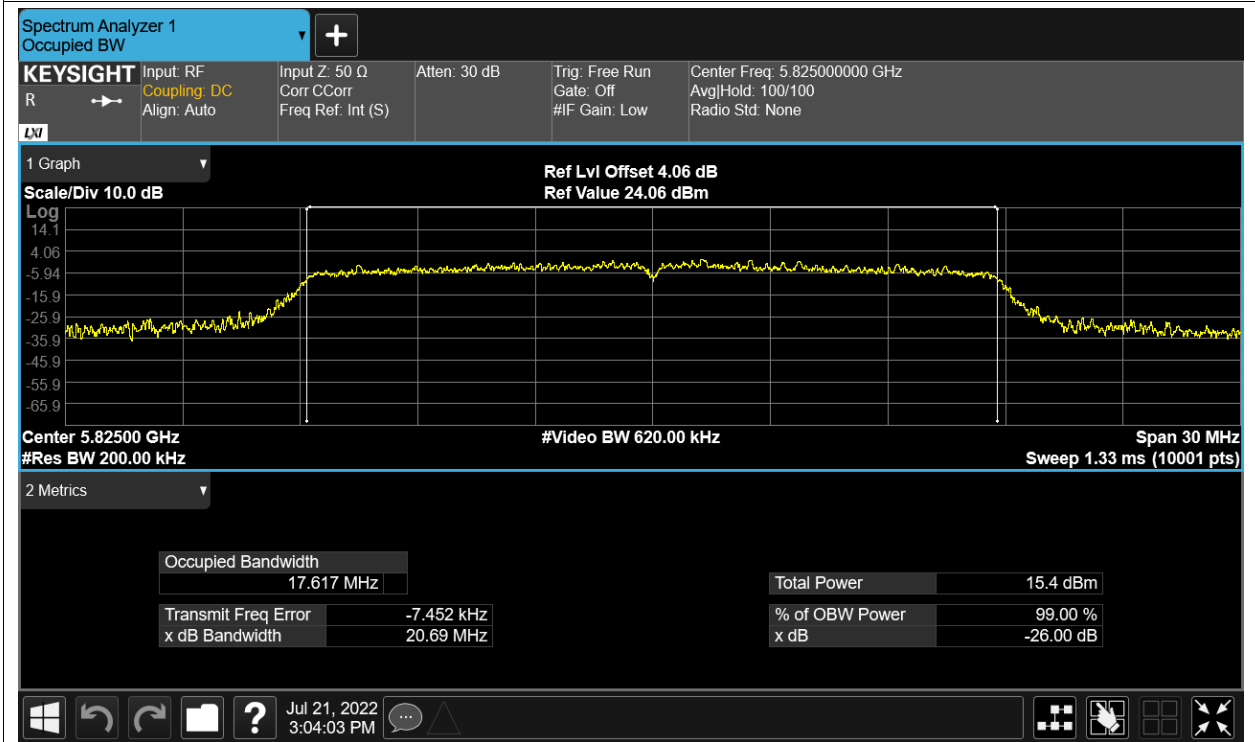 Spectrum Analyzer 1
Occupied BW
KEYSIGHT
R
LXI
Input: RF
Coupling: DC
Align: Auto
Input Z: 50 Ω
Corr CCorr
Freq Ref: Int (S)
Atten: 30 dB
Trig: Free Run
Gate: Off
#IF Gain: Low
Center Freq: 5.825000000 GHz
Avg|Hold: 100/100
Radio Std: None
1 Graph
Scale/Div 10.0 dB
Ref Lvl Offset 4.06 dB
Ref Value 24.06 dBm
Log
14.1
4.06
-5.94
-15.9
-25.9
-35.9
-45.9
-55.9
-65.9
Center 5.82500 GHz
#Res BW 200.00 kHz
#Video BW 620.00 kHz
Span 30 MHz
Sweep 1.33 ms (10001 pts)
2 Metrics
Occupied Bandwidth
17.617 MHz
Transmit Freq Error -7.452 kHz
x dB Bandwidth 20.69 MHz
Total Power 15.4 dBm
% of OBW Power 99.00 %
x dB -26.00 dB
?
Jul 21, 2022
3:04:03 PM